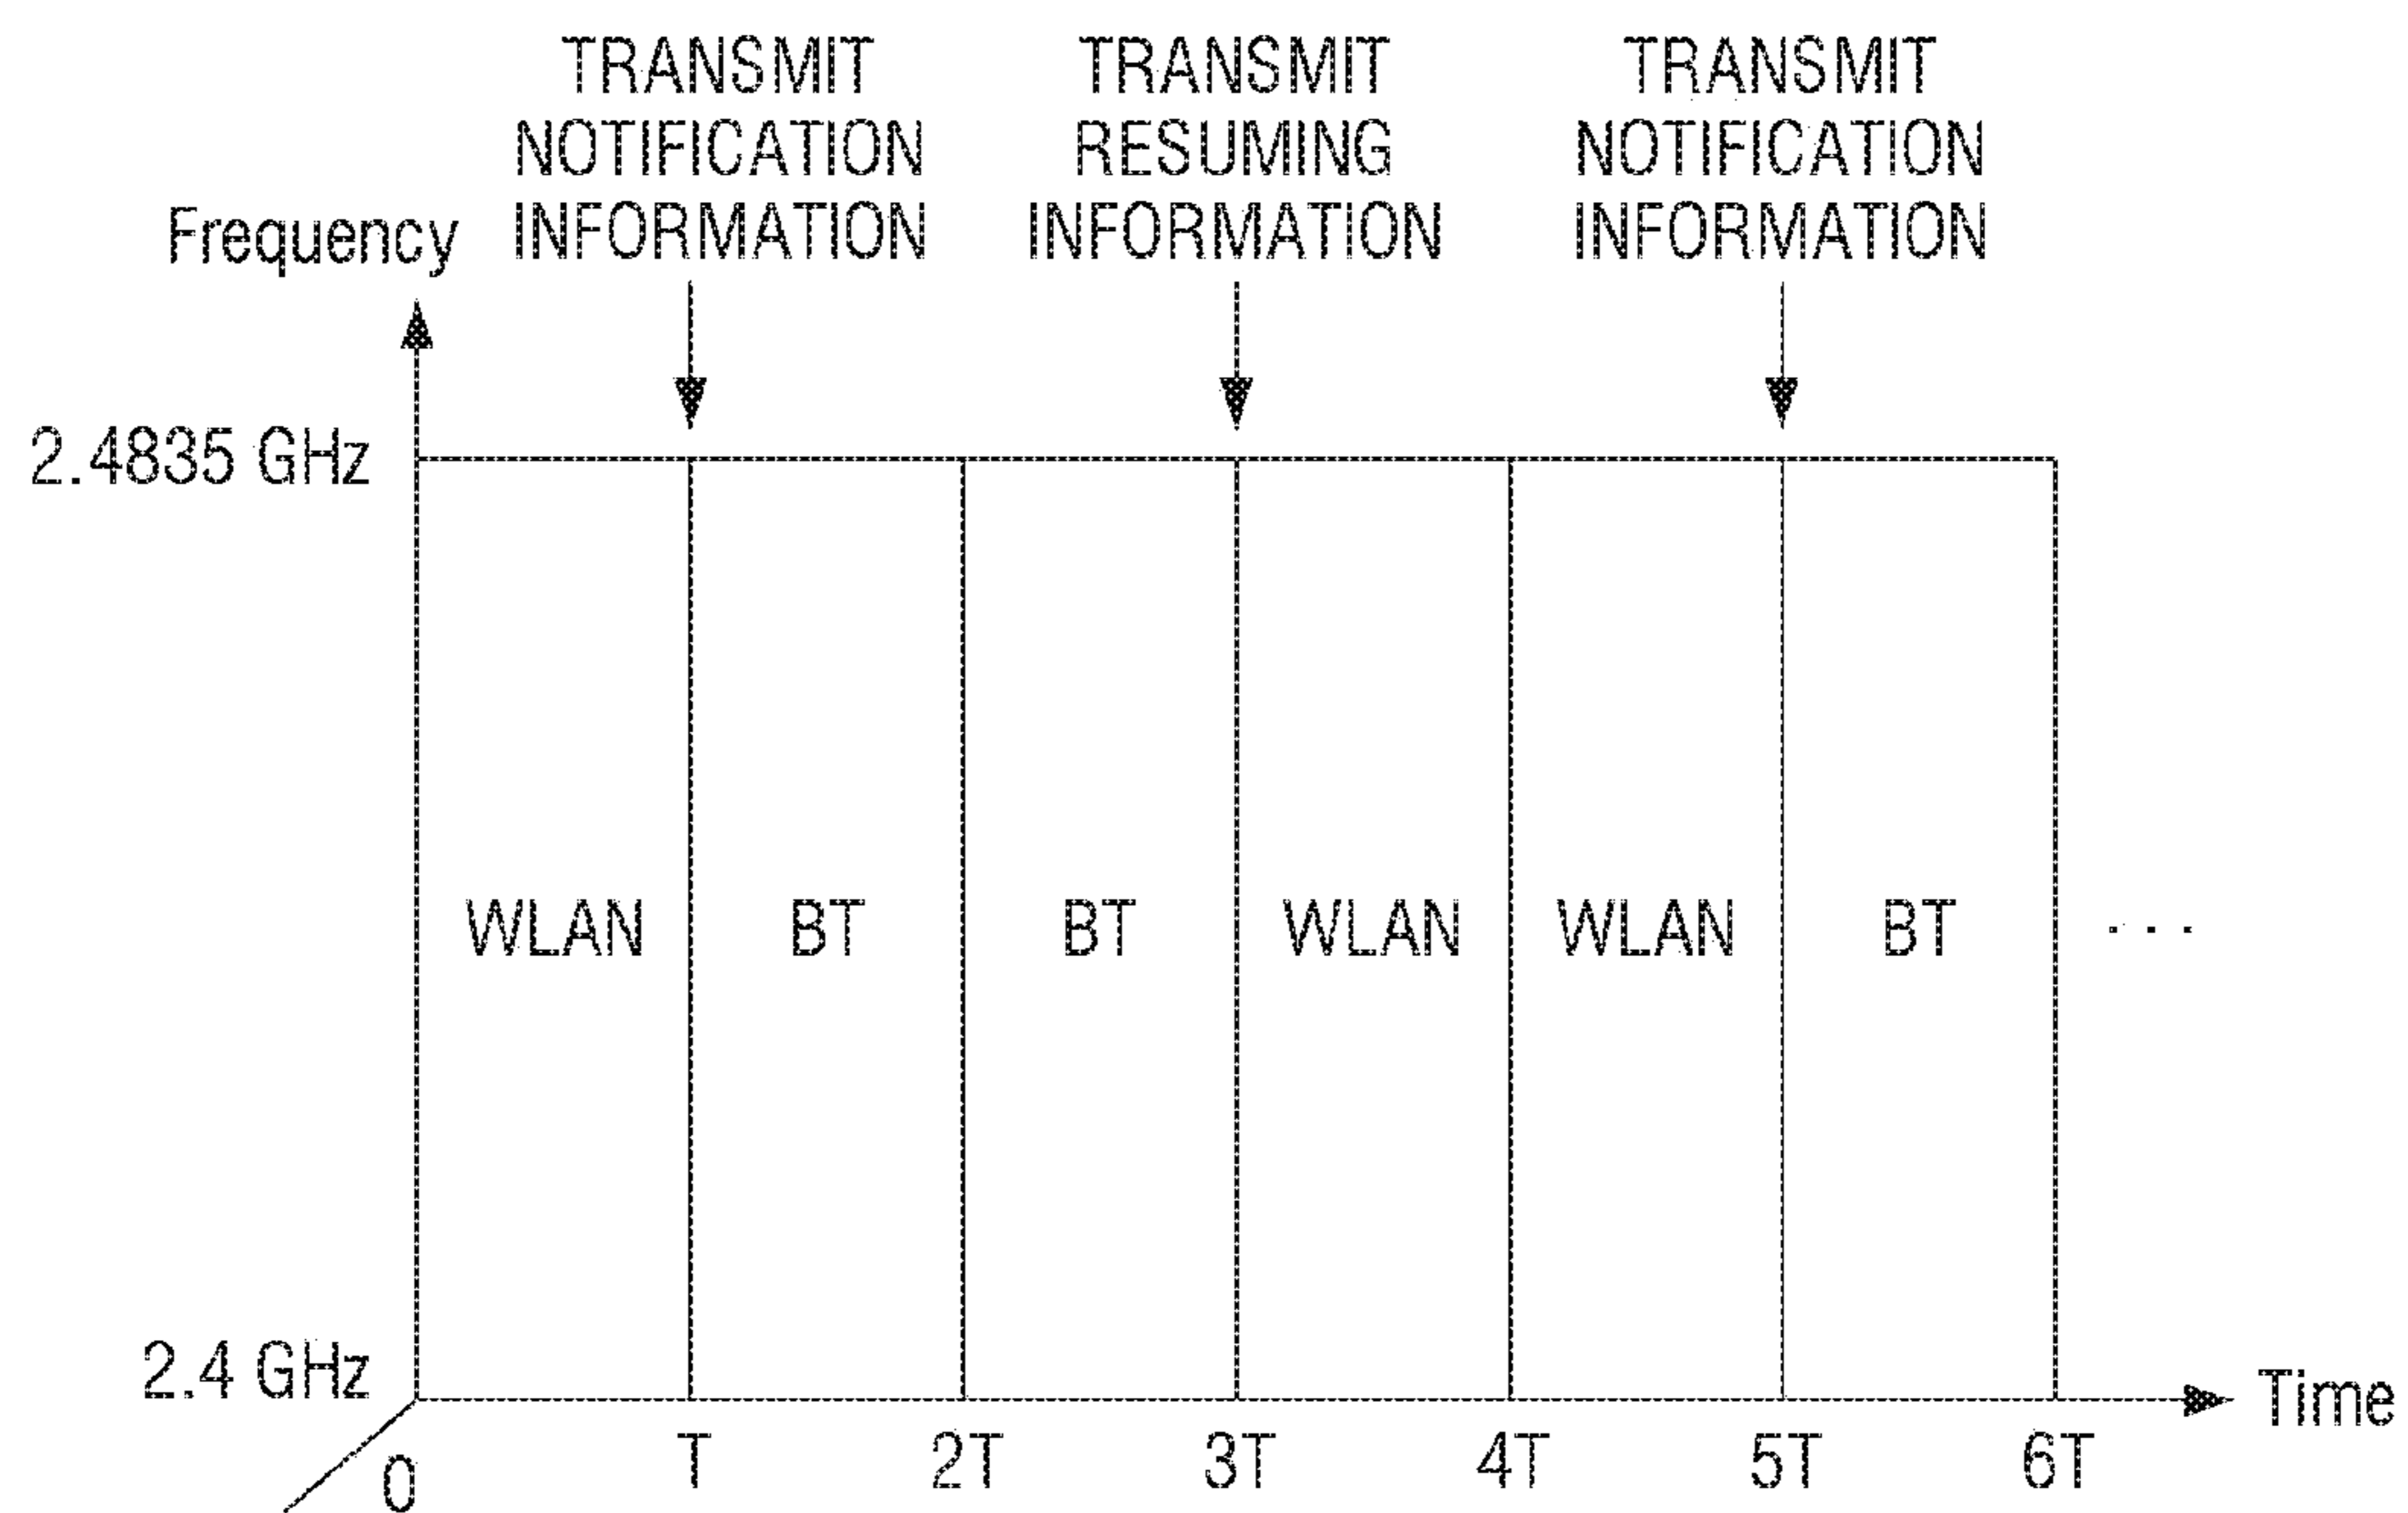 TRANSMIT
NOTIFICATION
INFORMATION
TRANSMIT
RESUMING
INFORMATION
TRANSMIT
NOTIFICATION
INFORMATION
Frequency
2.4835 GHz
WLAN BT BT WLAN WLAN BT ...
2.4 GHz
Time
0 T 2T 3T 4T 5T 6T